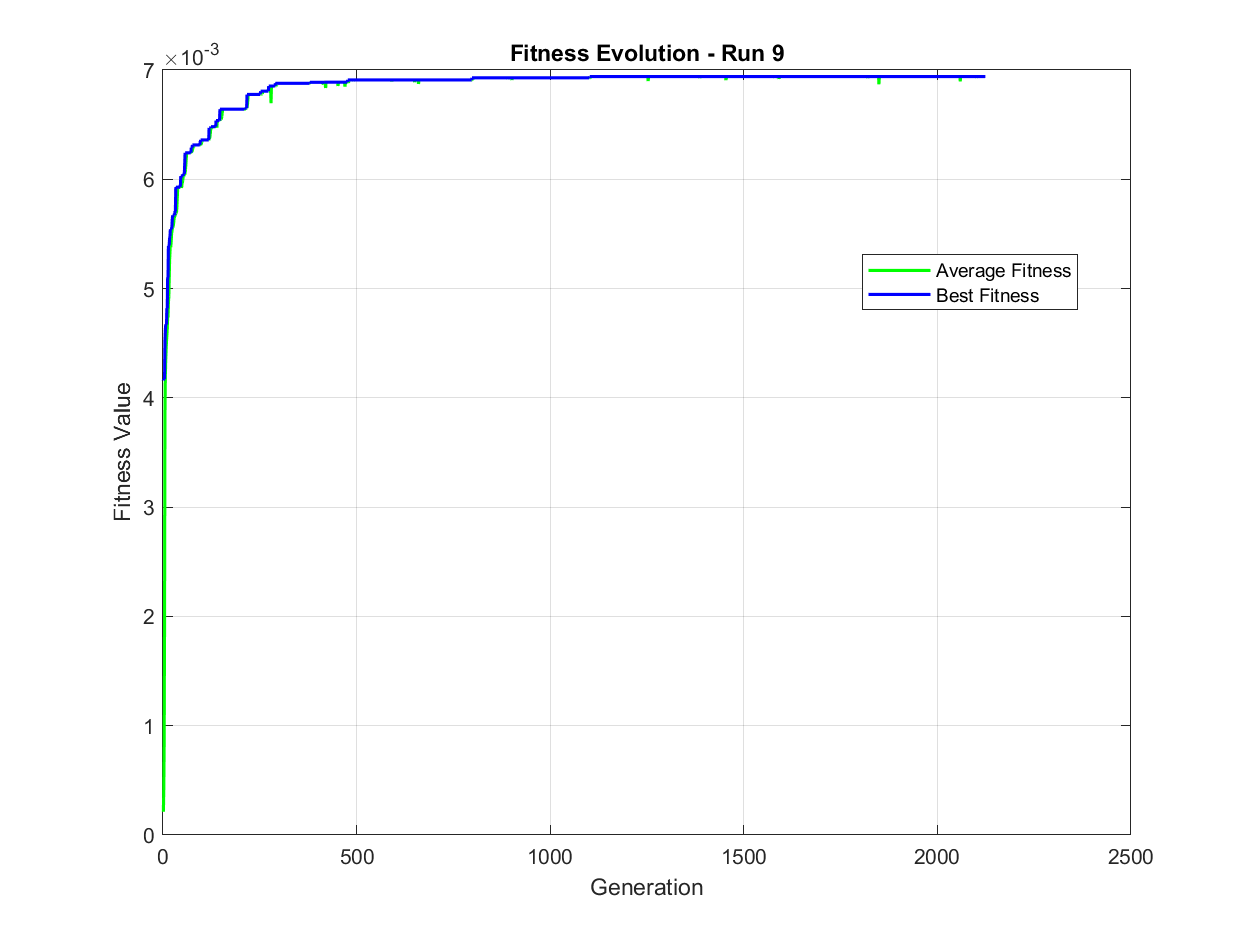 Fitness Evolution - Run 9
×10-3
7
6
5
4
3
2
1
0
Fitness Value
Average Fitness
Best Fitness
0 500 1000 1500 2000 2500
Generation